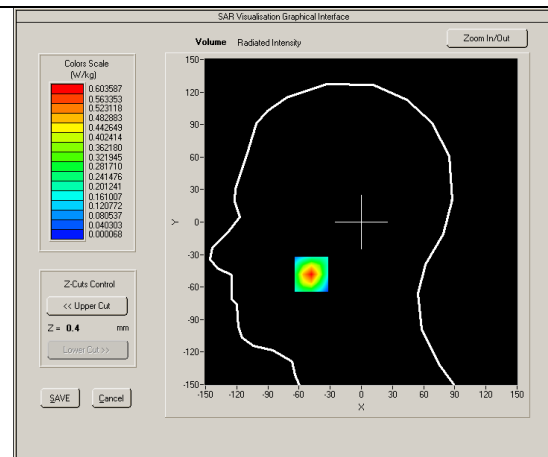 SAR Visualisation Graphical Interface
Volume Radiated Intensity
Zoom In/Out
Colors Scale
(W/kg)
0.603587
0.563353
0.523118
0.482883
0.442649
0.402414
0.362180
0.321945
0.281710
0.241476
0.201241
0.161007
0.120772
0.080537
0.040303
0.000068
Z-Cuts Control
<< Upper Cut
Z = 0.4 mm
Lower Cut >>
SAVE Cancel
150
120
90
60
30
0
-30
-60
-90
-120
-150
Y
-150 -120 -90 -60 -30 0 30 60 90 120 150
X